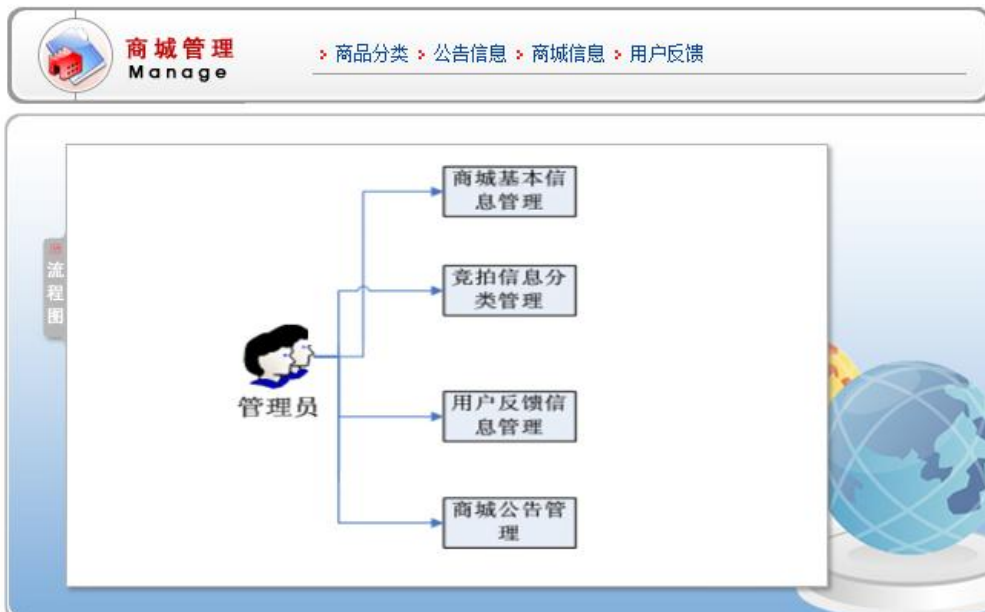 商城管理
Manage
商品分类 公告信息 商城信息 用户反馈
流程图
商城基本信
息管理
竞拍信息分
类管理
管理员
用户反馈信
息管理
商城公告管
理